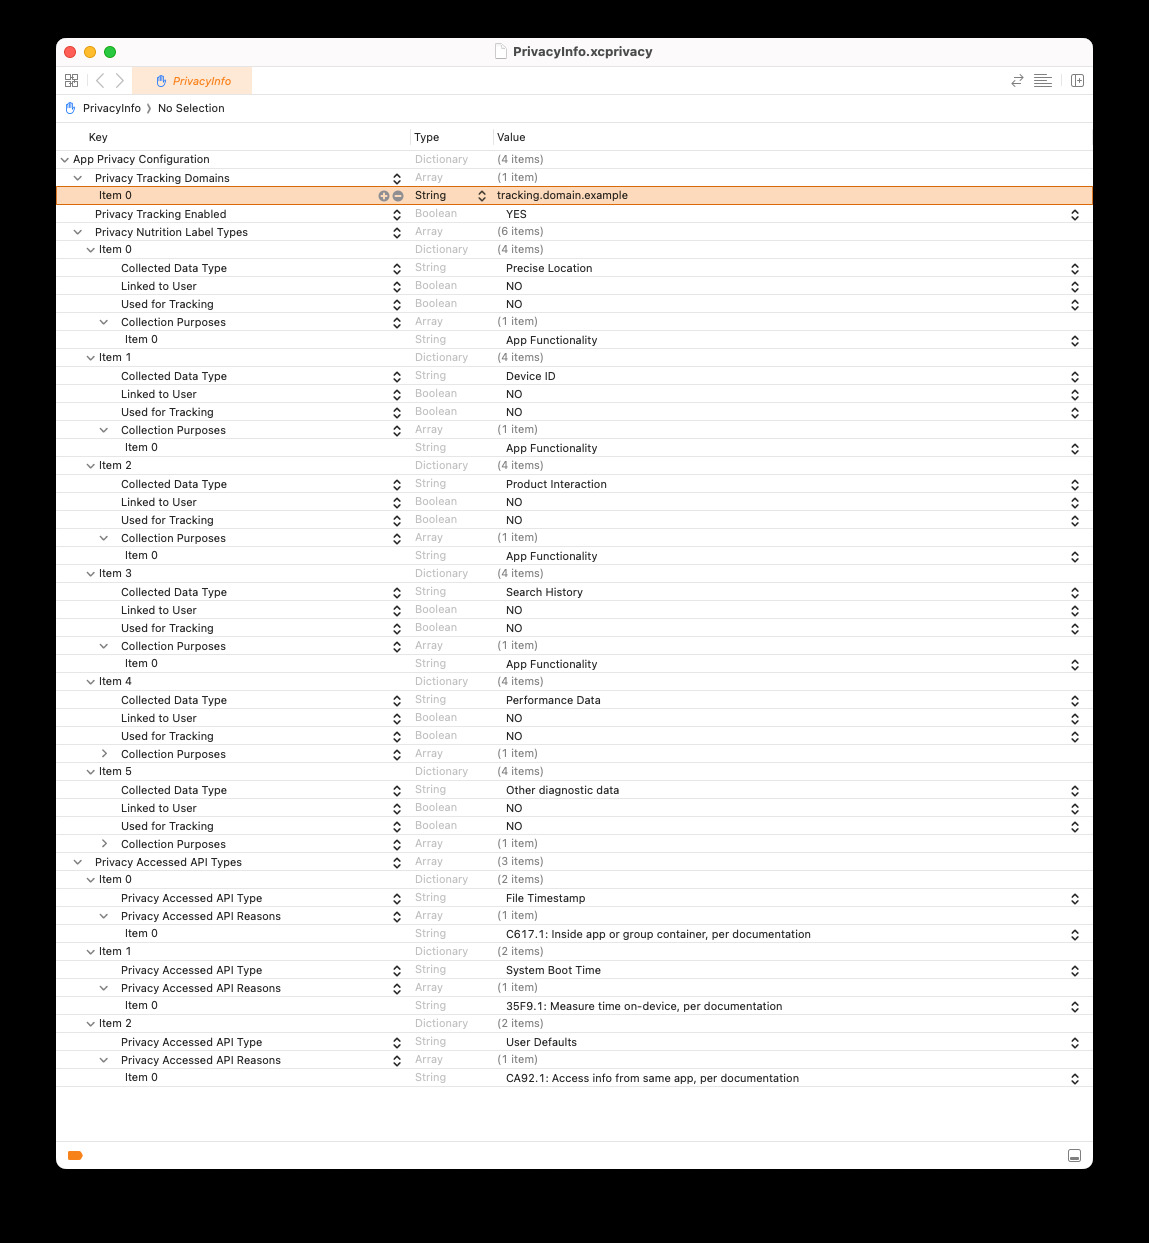 PrivacyInfo.xcprivacy
PrivacyInfo
PrivacyInfo 〉 No Selection
Key Type Value
App Privacy Configuration Dictionary (4 items)
Privacy Tracking Domains Array (1 item)
Item 0 String tracking.domain.example
Privacy Tracking Enabled Boolean YES
Privacy Nutrition Label Types Array (6 items)
Item 0 Dictionary (4 items)
Collected Data Type String Precise Location
Linked to User Boolean NO
Used for Tracking Boolean NO
Collection Purposes Array (1 item)
Item 0 String App Functionality
Item 1 Dictionary (4 items)
Collected Data Type String Device ID
Linked to User Boolean NO
Used for Tracking Boolean NO
Collection Purposes Array (1 item)
Item 0 String App Functionality
Item 2 Dictionary (4 items)
Collected Data Type String Product Interaction
Linked to User Boolean NO
Used for Tracking Boolean NO
Collection Purposes Array (1 item)
Item 0 String App Functionality
Item 3 Dictionary (4 items)
Collected Data Type String Search History
Linked to User Boolean NO
Used for Tracking Boolean NO
Collection Purposes Array (1 item)
Item 0 String App Functionality
Item 4 Dictionary (4 items)
Collected Data Type String Performance Data
Linked to User Boolean NO
Used for Tracking Boolean NO
Collection Purposes Array (1 item)
Item 5 Dictionary (4 items)
Collected Data Type String Other diagnostic data
Linked to User Boolean NO
Used for Tracking Boolean NO
Collection Purposes Array (1 item)
Privacy Accessed API Types Array (3 items)
Item 0 Dictionary (2 items)
Privacy Accessed API Type String File Timestamp
Privacy Accessed API Reasons Array (1 item)
Item 0 String C617.1: Inside app or group container, per documentation
Item 1 Dictionary (2 items)
Privacy Accessed API Type String System Boot Time
Privacy Accessed API Reasons Array (1 item)
Item 0 String 35F9.1: Measure time on-device, per documentation
Item 2 Dictionary (2 items)
Privacy Accessed API Type String User Defaults
Privacy Accessed API Reasons Array (1 item)
Item 0 String CA92.1: Access info from same app, per documentation